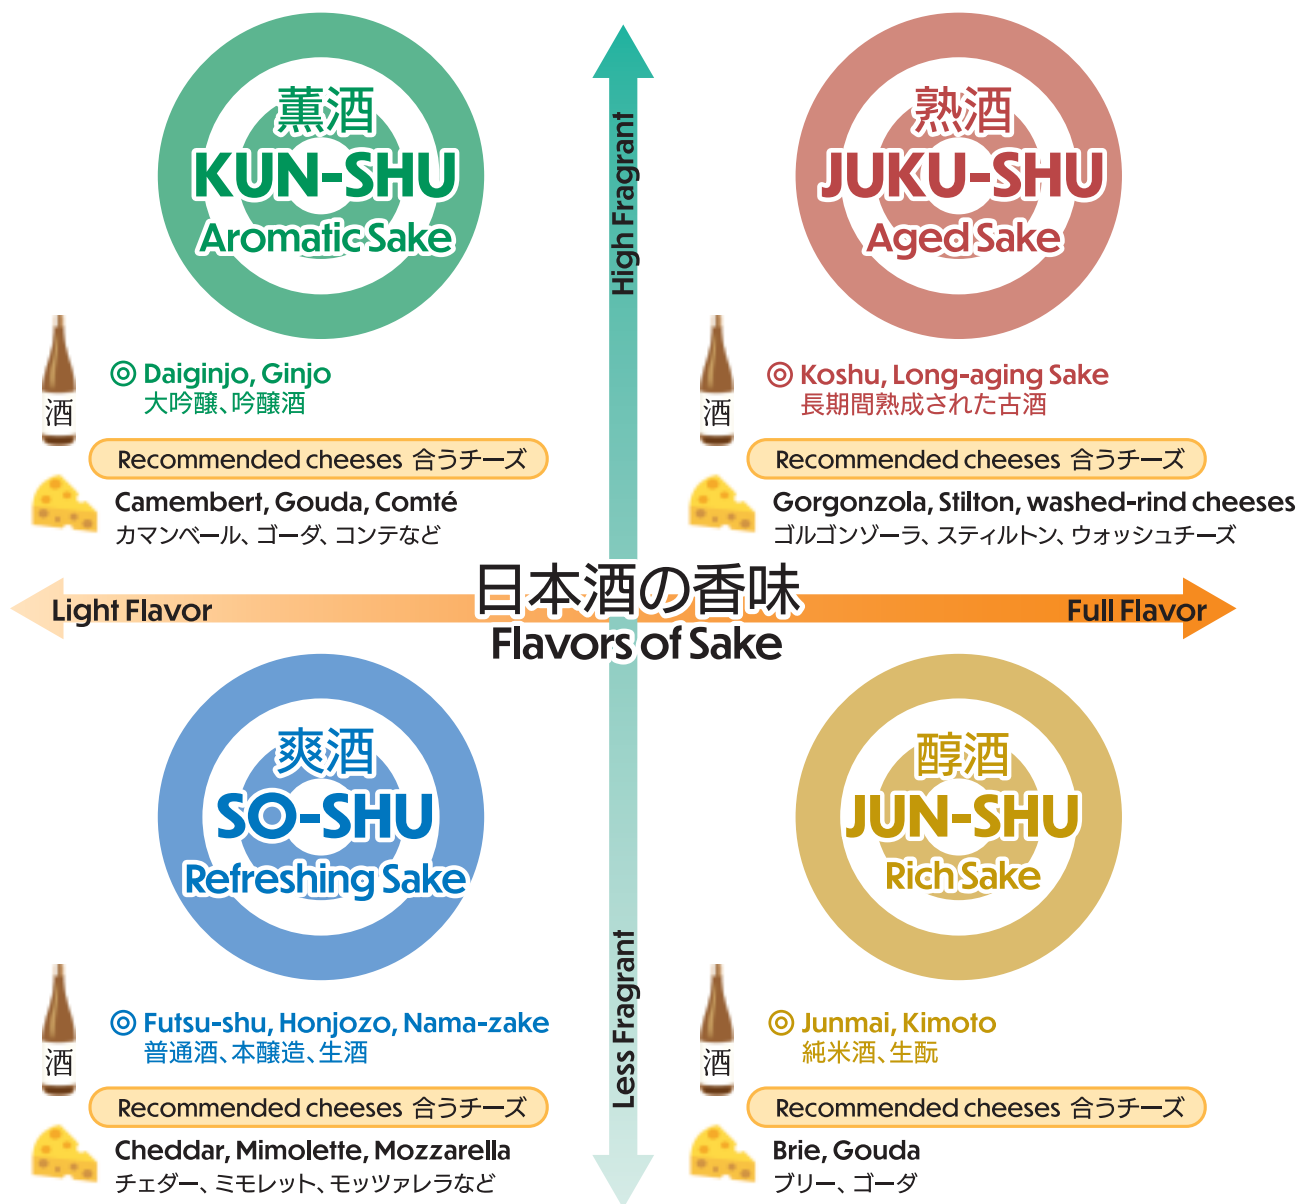 薫酒
KUN-SHU
Aromatic Sake
酒
◎ Daiginjo, Ginjo
大吟醸、吟醸酒
Recommended cheeses 合うチーズ
Camembert, Gouda, Comté
カマンベール、ゴーダ、コンテなど
High Fragrant
熟酒
JUKU-SHU
Aged Sake
酒
◎ Koshu, Long-aging Sake
長期間熟成された古酒
Recommended cheeses 合うチーズ
Gorgonzola, Stilton, washed-rind cheeses
ゴルゴンゾーラ、スティルトン、ウォッシュチーズ
Light Flavor
日本酒の香味
Flavors of Sake
Full Flavor
爽酒
SO-SHU
Refreshing Sake
酒
◎ Futsu-shu, Honjozo, Nama-zake
普通酒、本醸造、生酒
Recommended cheeses 合うチーズ
Cheddar, Mimolette, Mozzarella
チェダー、ミモレット、モッツァレラなど
Less Fragrant
醇酒
JUN-SHU
Rich Sake
酒
◎ Junmai, Kimoto
純米酒、生酛
Recommended cheeses 合うチーズ
Brie, Gouda
ブリー、ゴーダ